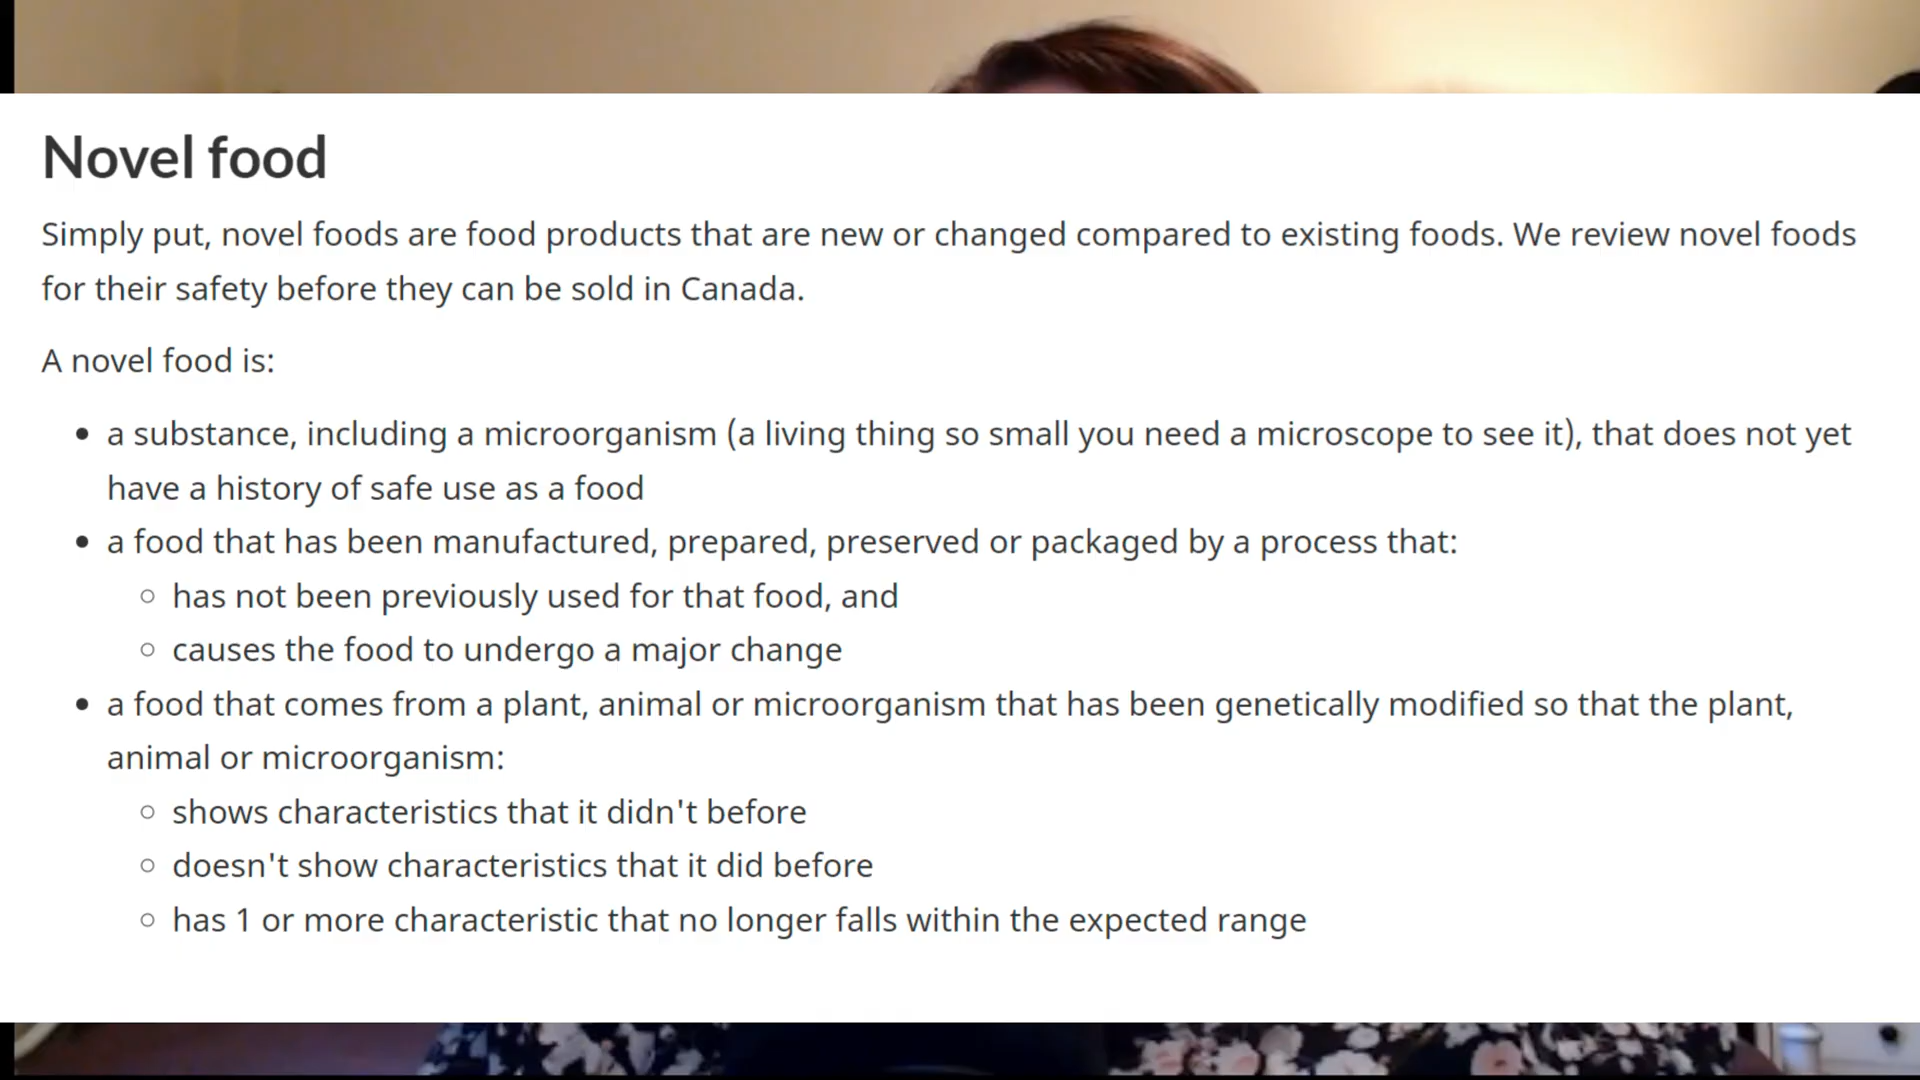 Novel food
Simply put, novel foods are food products that are new or changed compared to existing foods. We review novel foods
for their safety before they can be sold in Canada.
A novel food is:
a substance, including a microorganism (a living thing so small you need a microscope to see it), that does not yet
have a history of safe use as a food
a food that has been manufactured, prepared, preserved or packaged by a process that:
has not been previously used for that food, and
causes the food to undergo a major change
a food that comes from a plant, animal or microorganism that has been genetically modified so that the plant,
animal or microorganism:
shows characteristics that it didn't before
doesn't show characteristics that it did before
has 1 or more characteristic that no longer falls within the expected range